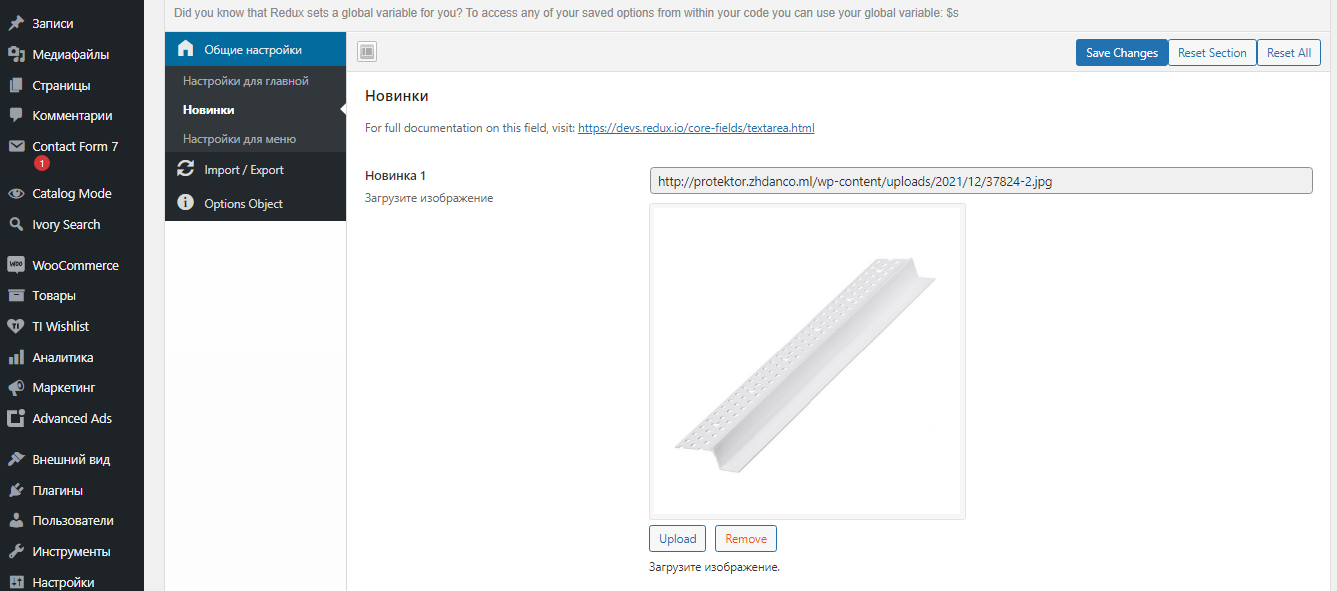 Did you know that Redux sets a global variable for you? To access any of your saved options from within your code you can use your global variable: $s
Записи
Медиафайлы
Страницы
Комментарии
Contact Form 7
1
Catalog Mode
Ivory Search
WooCommerce
Товары
TI Wishlist
Аналитика
Маркетинг
Advanced Ads
Внешний вид
Плагины
Пользователи
Инструменты
Настройки
Общие настройки
Настройки для главной
Новинки
Настройки для меню
Import / Export
Options Object
Save Changes
Reset Section
Reset All
Новинки
For full documentation on this field, visit: https://devs.redux.io/core-fields/textarea.html
Новинка 1
Загрузите изображение
http://protektor.zhdanco.ml/wp-content/uploads/2021/12/37824-2.jpg
Upload
Remove
Загрузите изображение.